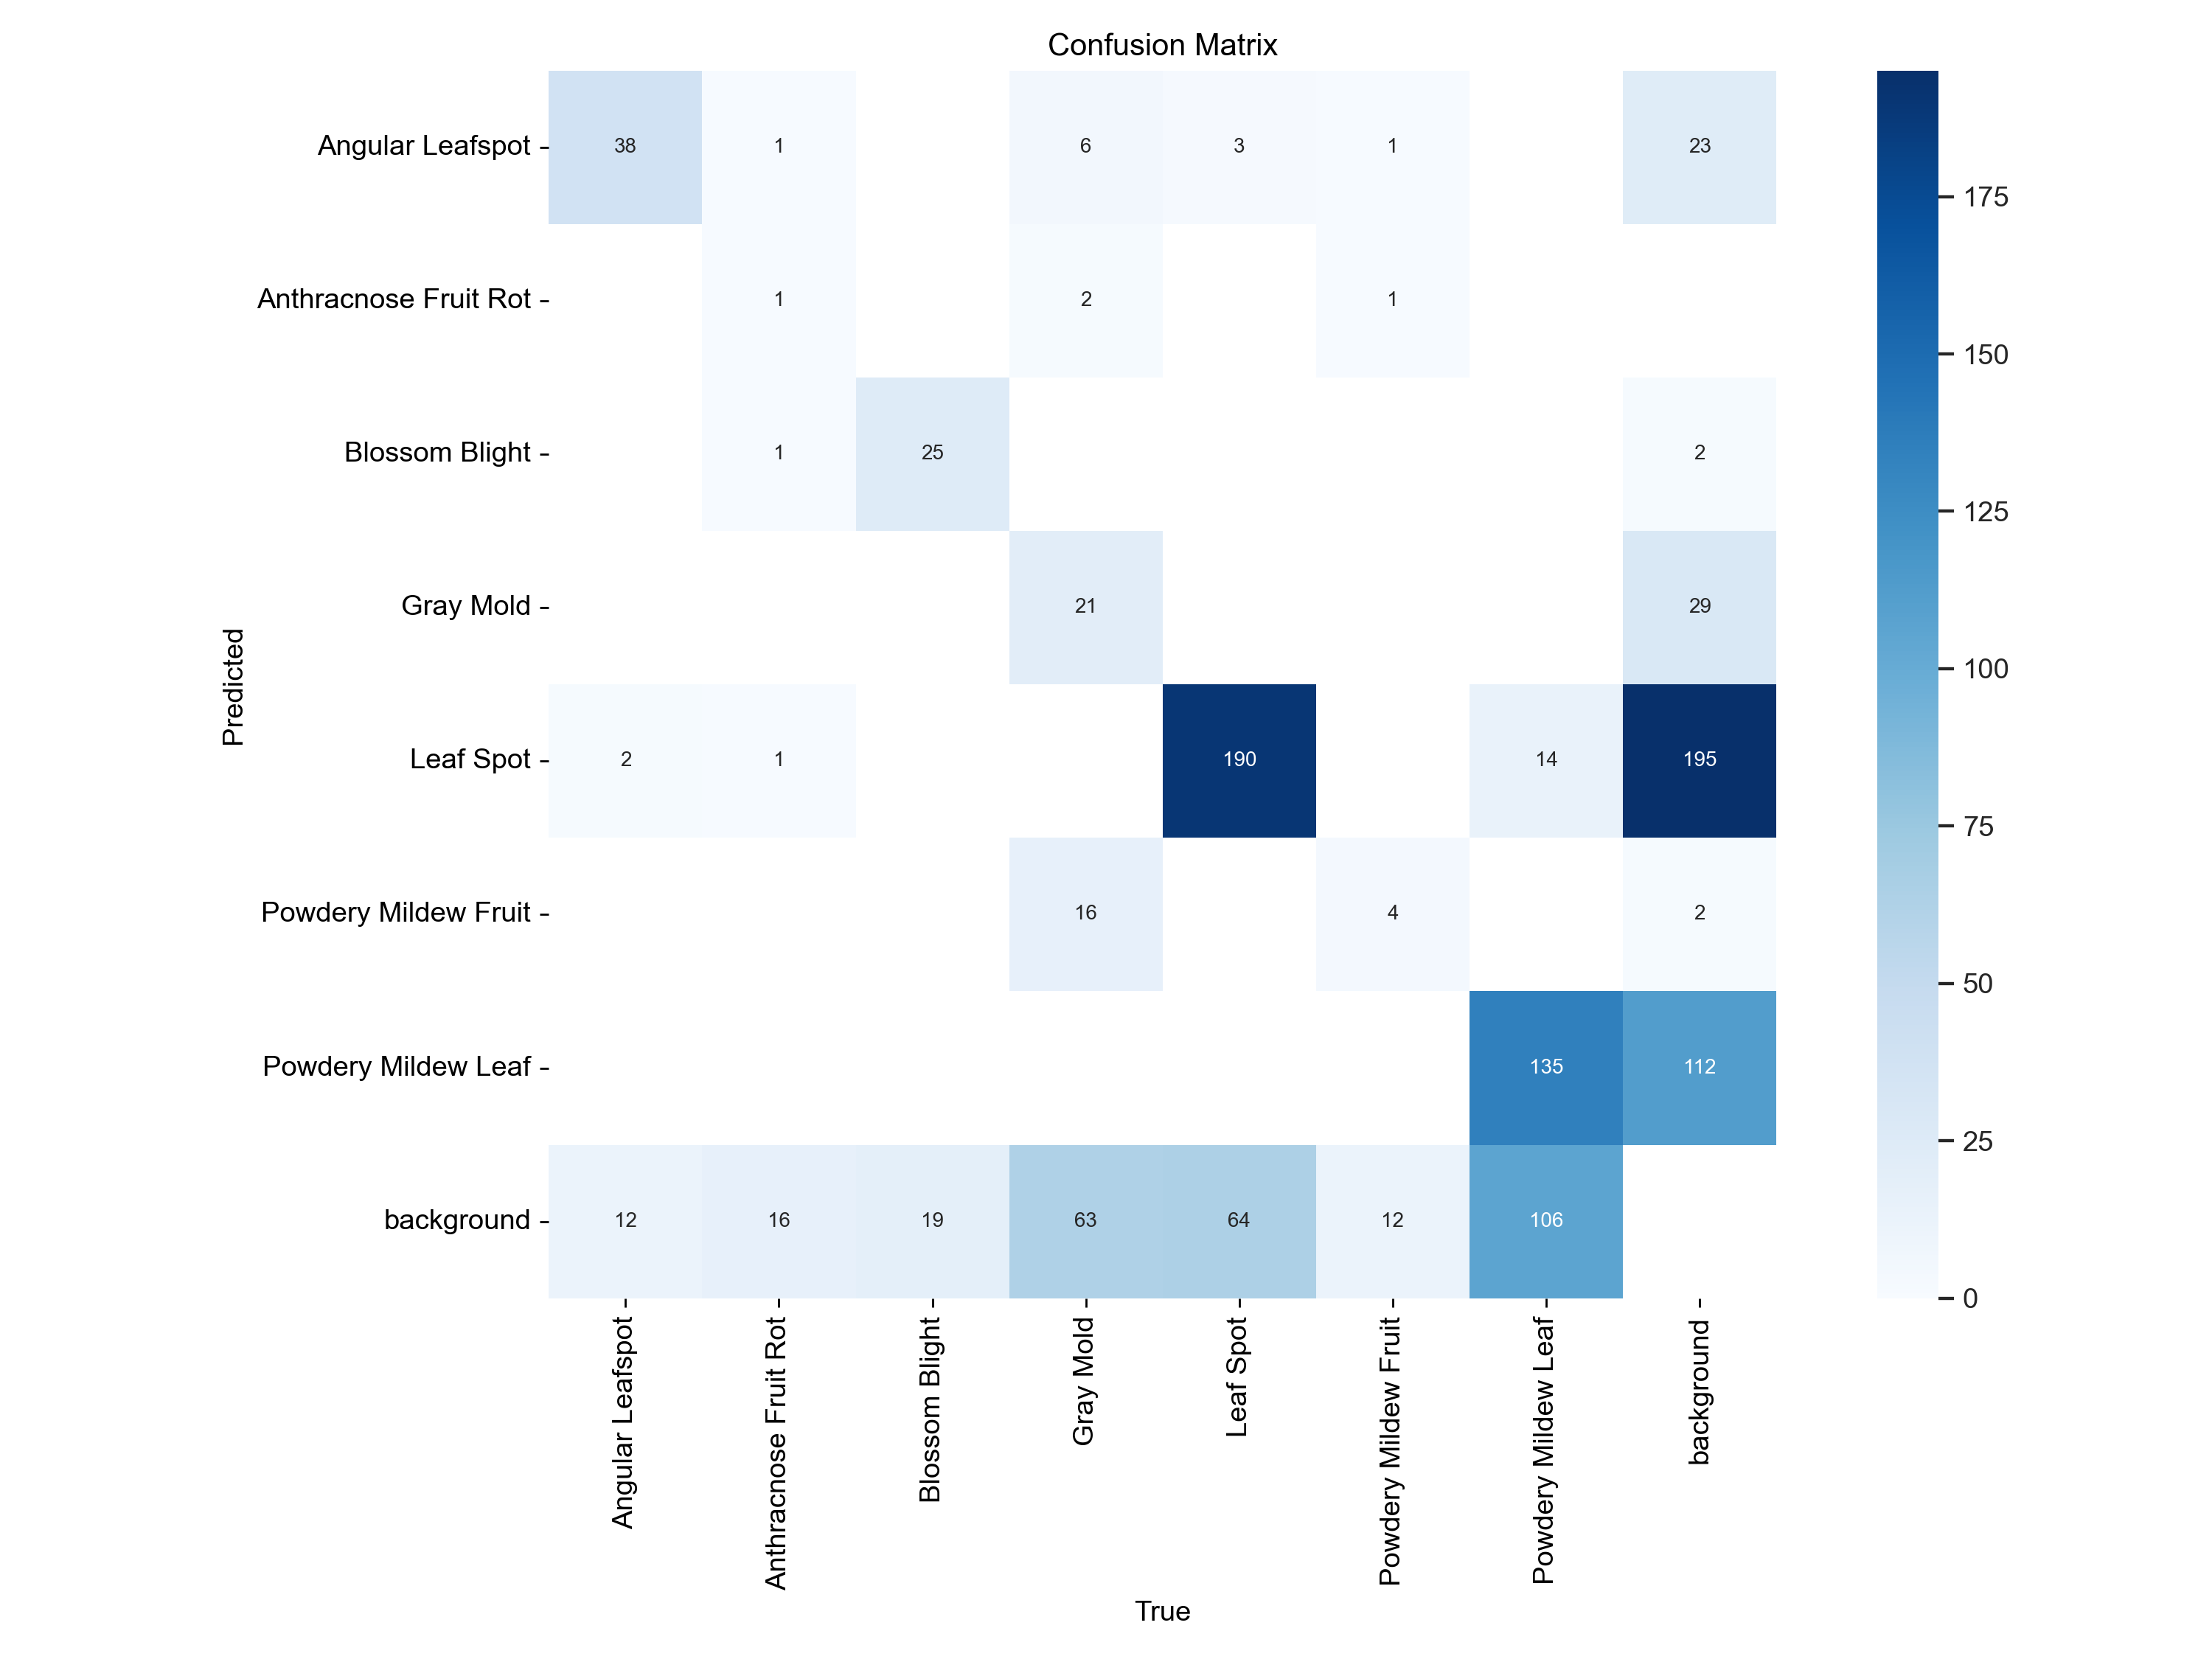 Confusion Matrix
Angular Leafspot 38 1 6 3 1 23
Anthracnose Fruit Rot 1 2 1
Blossom Blight 1 25 2
Gray Mold 21 29
Leaf Spot 2 1 190 14 195
Powdery Mildew Fruit 16 4 2
Powdery Mildew Leaf 135 112
background 12 16 19 63 64 12 106
Predicted
Angular Leafspot
Anthracnose Fruit Rot
Blossom Blight
Gray Mold
Leaf Spot
Powdery Mildew Fruit
Powdery Mildew Leaf
background
True
175
150
125
100
75
50
25
0